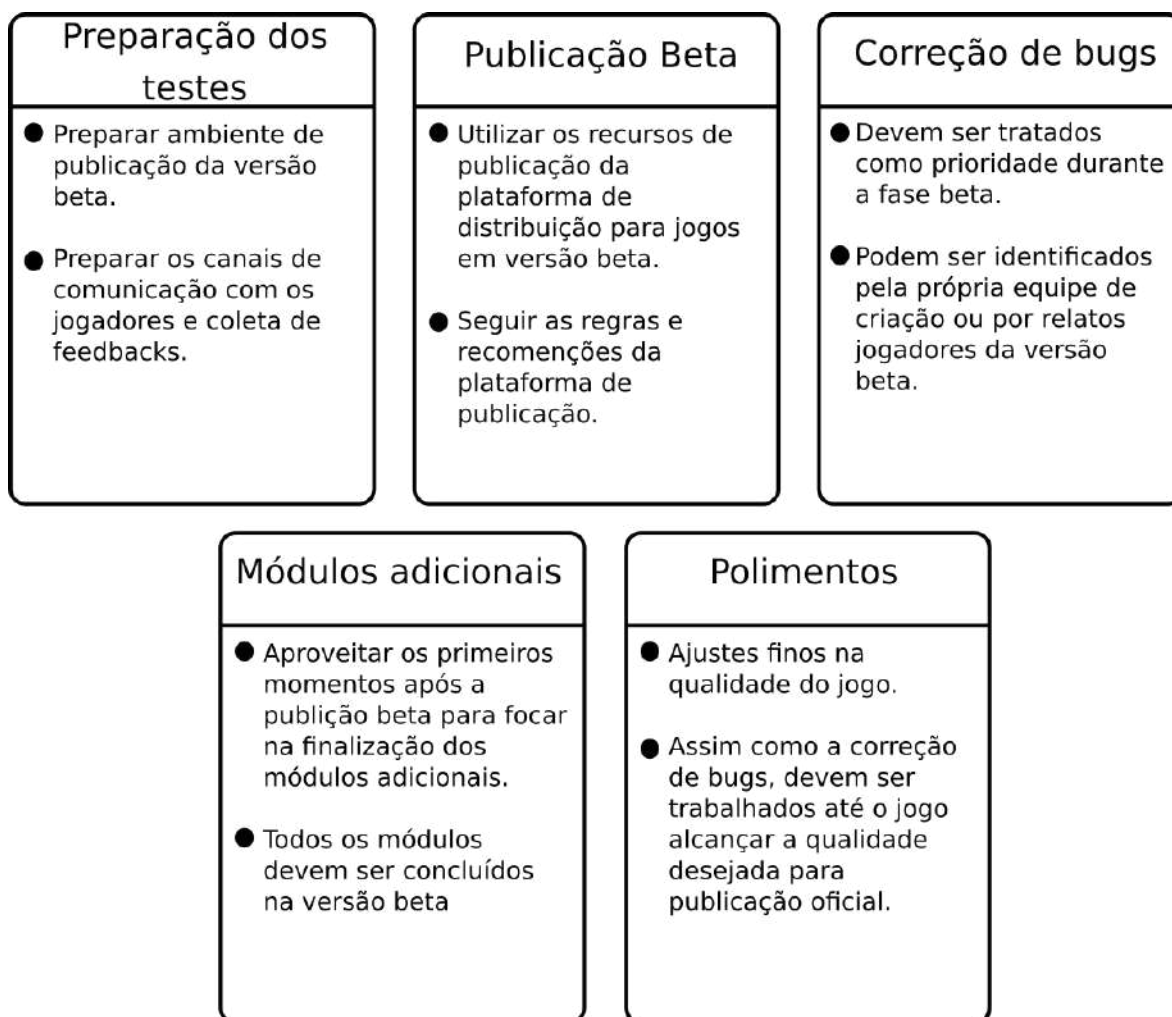 Preparação dos
testes
● Preparar ambiente de
publicação da versão
beta.
● Preparar os canais de
comunicação com os
jogadores e coleta de
feedbacks.
Publicação Beta
● Utilizar os recursos de
publicação da
plataforma de
distribuição para jogos
em versão beta.
● Seguir as regras e
recomenções da
plataforma de
publicação.
Correção de bugs
● Devem ser tratados
como prioridade durante
a fase beta.
● Podem ser identificados
pela própria equipe de
criação ou por relatos
jogadores da versão
beta.
Módulos adicionais
● Aproveitar os primeiros
momentos após a
publição beta para focar
na finalização dos
módulos adicionais.
● Todos os módulos
devem ser concluídos
na versão beta
Polimentos
● Ajustes finos na
qualidade do jogo.
● Assim como a correção
de bugs, devem ser
trabalhados até o jogo
alcançar a qualidade
desejada para
publicação oficial.